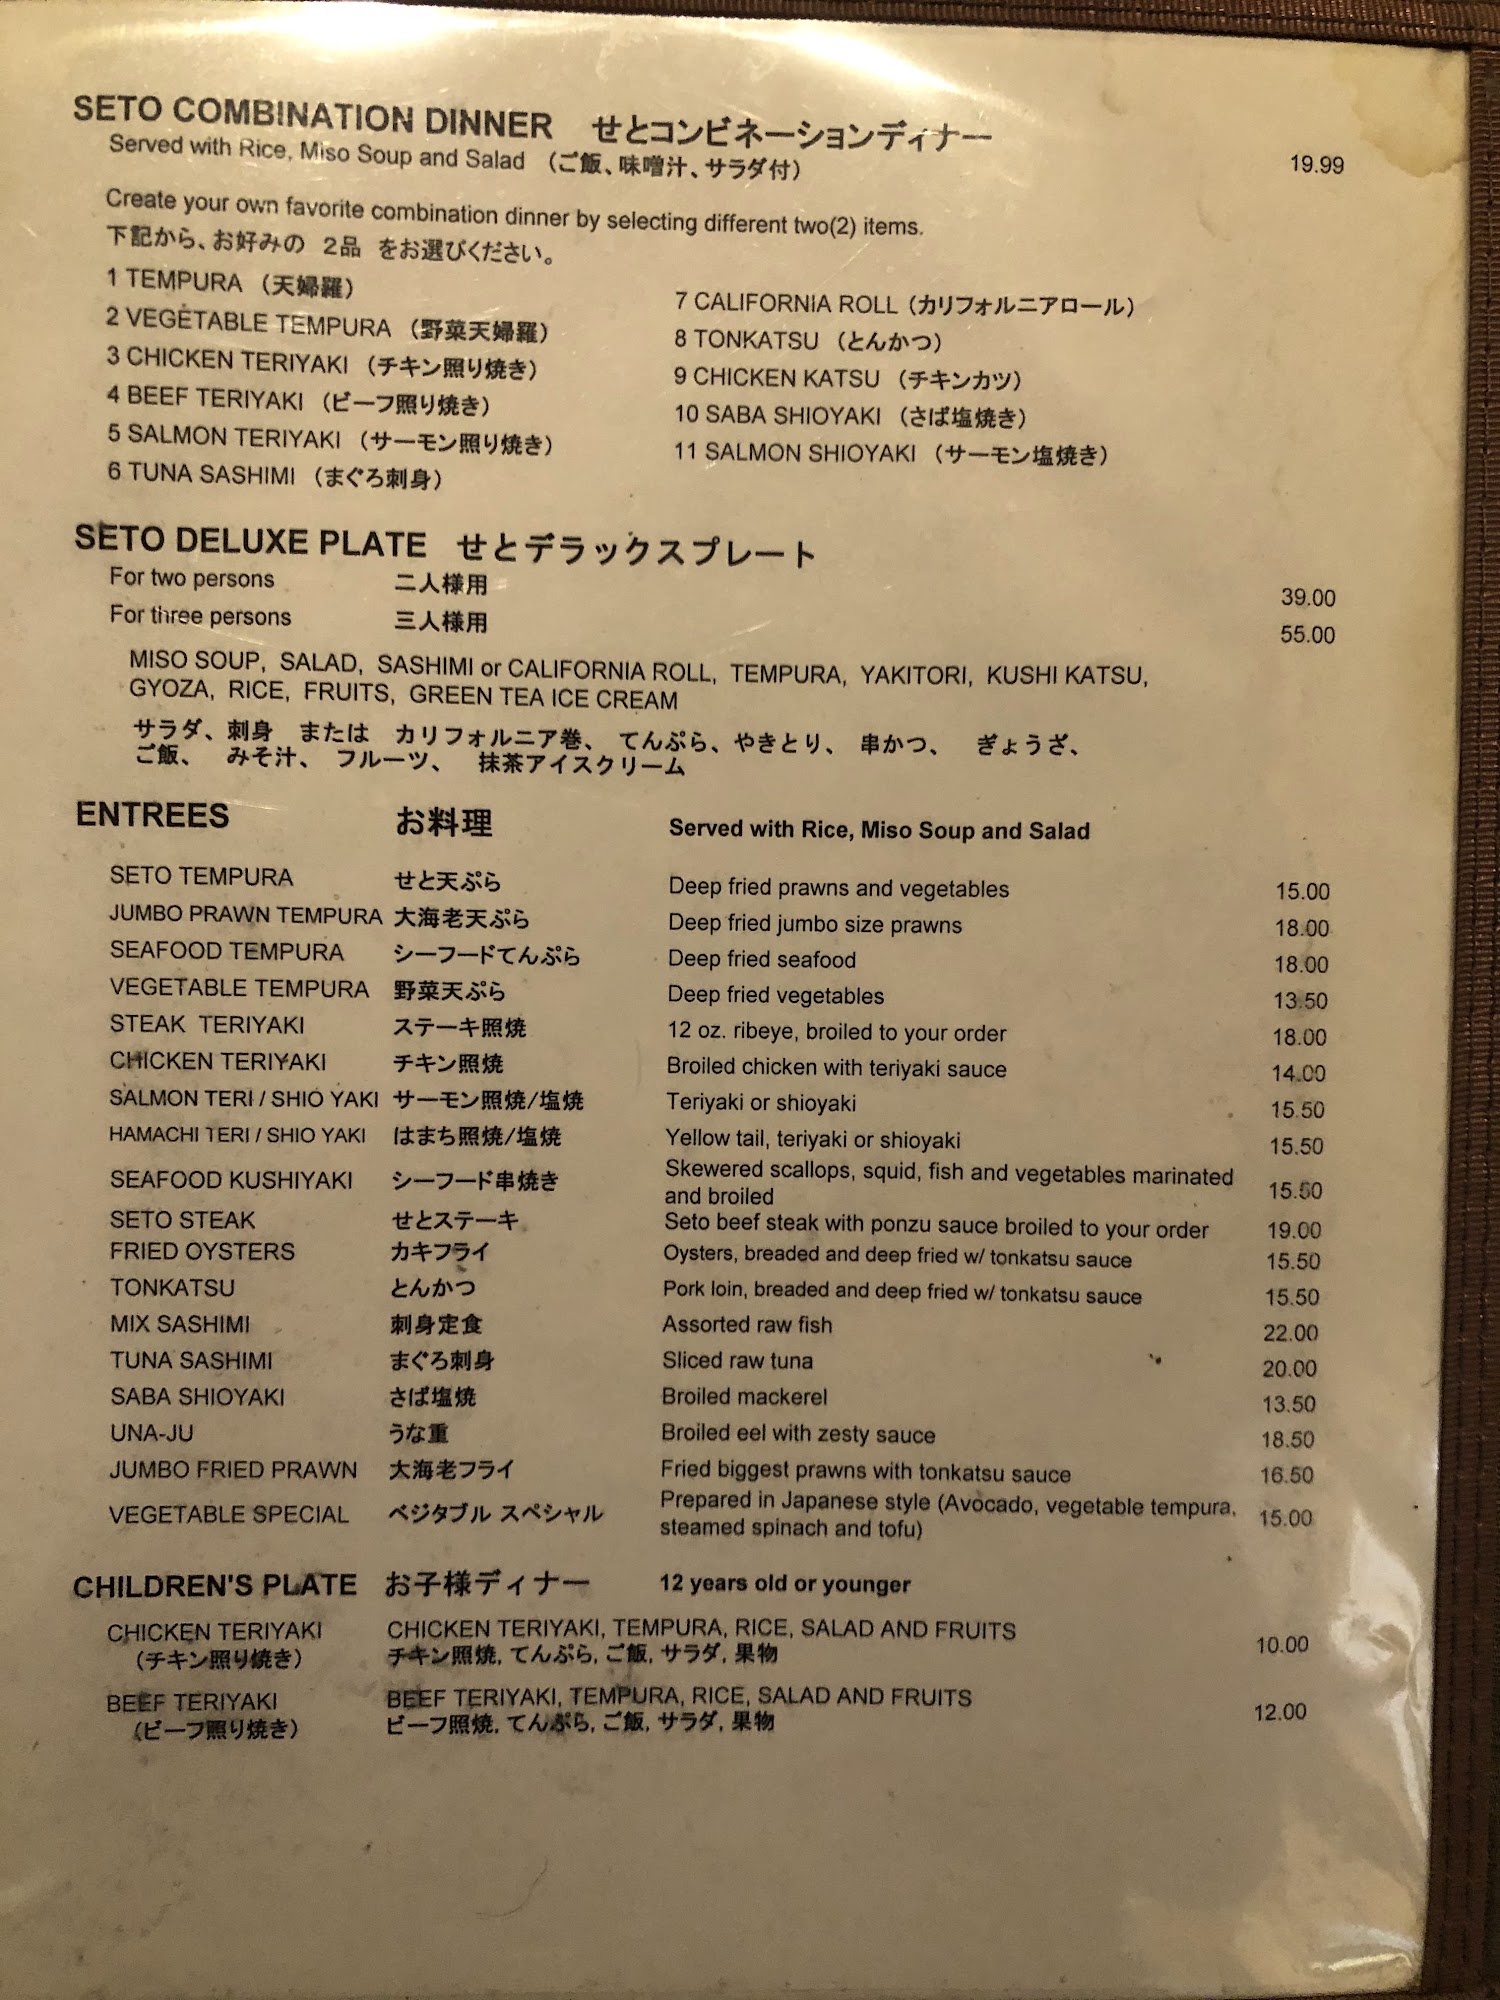 SETO COMBINATION DINNER せとコンビネーションディナー
Served with Rice, Miso Soup and Salad （ご飯、味噌汁、サラダ付） 19.99
Create your own favorite combination dinner by selecting different two(2) items.
下記から、お好みの 2品 をお選びください。
1 TEMPURA （天婦羅）
2 VEGETABLE TEMPURA （野菜天婦羅）
3 CHICKEN TERIYAKI （チキン照り焼き）
4 BEEF TERIYAKI （ビーフ照り焼き）
5 SALMON TERIYAKI （サーモン照り焼き）
6 TUNA SASHIMI （まぐろ刺身）
7 CALIFORNIA ROLL （カリフォルニアロール）
8 TONKATSU （とんかつ）
9 CHICKEN KATSU （チキンカツ）
10 SABA SHIOYAKI （さば塩焼き）
11 SALMON SHIOYAKI （サーモン塩焼き）
SETO DELUXE PLATE せとデラックスプレート
For two persons 二人様用 39.00
For three persons 三人様用 55.00
MISO SOUP, SALAD, SASHIMI or CALIFORNIA ROLL, TEMPURA, YAKITORI, KUSHI KATSU,
GYOZA, RICE, FRUITS, GREEN TEA ICE CREAM
サラダ、刺身 または カリフォルニア巻、 てんぷら、やきとり、 串かつ、 ぎょうざ、
ご飯、 みそ汁、 フルーツ、 抹茶アイスクリーム
ENTREES お料理 Served with Rice, Miso Soup and Salad
SETO TEMPURA せと天ぷら Deep fried prawns and vegetables 15.00
JUMBO PRAWN TEMPURA 大海老天ぷら Deep fried jumbo size prawns 18.00
SEAFOOD TEMPURA シーフードてんぷら Deep fried seafood 18.00
VEGETABLE TEMPURA 野菜天ぷら Deep fried vegetables 13.50
STEAK TERIYAKI ステーキ照焼 12 oz. ribeye, broiled to your order 18.00
CHICKEN TERIYAKI チキン照焼 Broiled chicken with teriyaki sauce 14.00
SALMON TERI / SHIO YAKI サーモン照焼/塩焼 Teriyaki or shioyaki 15.50
HAMACHI TERI / SHIO YAKI はまち照焼/塩焼 Yellow tail, teriyaki or shioyaki 15.50
SEAFOOD KUSHIYAKI シーフード串焼き Skewered scallops, squid, fish and vegetables marinated
and broiled 15.50
SETO STEAK せとステーキ Seto beef steak with ponzu sauce broiled to your order 19.00
FRIED OYSTERS カキフライ Oysters, breaded and deep fried w/ tonkatsu sauce 15.50
TONKATSU とんかつ Pork loin, breaded and deep fried w/ tonkatsu sauce 15.50
MIX SASHIMI 刺身定食 Assorted raw fish 22.00
TUNA SASHIMI まぐろ刺身 Sliced raw tuna 20.00
SABA SHIOYAKI さば塩焼 Broiled mackerel 13.50
UNA-JU うな重 Broiled eel with zesty sauce 18.50
JUMBO FRIED PRAWN 大海老フライ Fried biggest prawns with tonkatsu sauce 16.50
VEGETABLE SPECIAL ベジタブル スペシャル Prepared in Japanese style (Avocado, vegetable tempura,
steamed spinach and tofu) 15.00
CHILDREN'S PLATE お子様ディナー 12 years old or younger
CHICKEN TERIYAKI CHICKEN TERIYAKI, TEMPURA, RICE, SALAD AND FRUITS 10.00
（チキン照り焼き） チキン照焼, てんぷら, ご飯, サラダ, 果物
BEEF TERIYAKI BEEF TERIYAKI, TEMPURA, RICE, SALAD AND FRUITS 12.00
（ビーフ照り焼き） ビーフ照焼, てんぷら, ご飯, サラダ, 果物